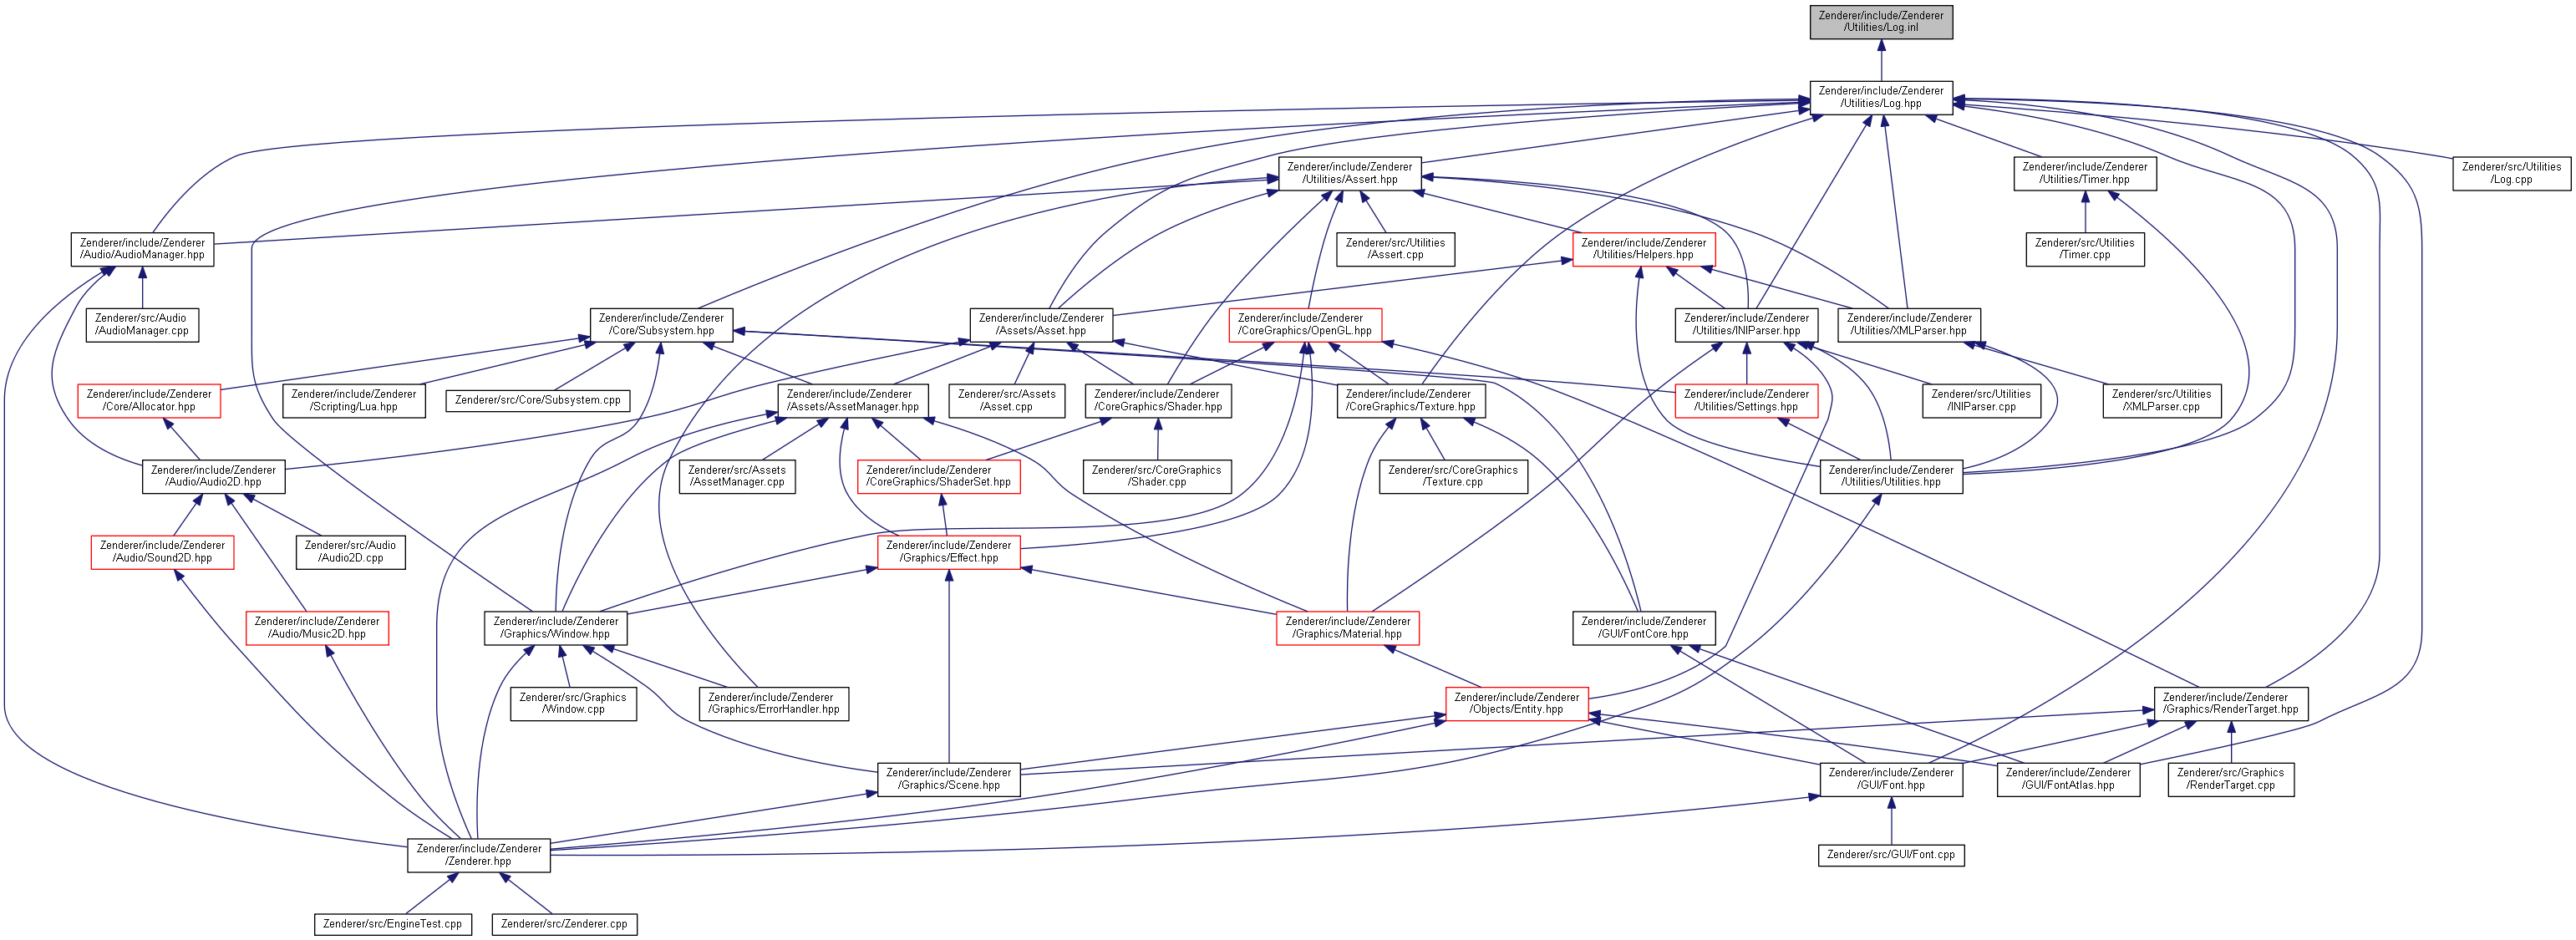 Zenderer/include/Zenderer
/Utilities/Log.inl
Zenderer/include/Zenderer
/Utilities/Log.hpp
Zenderer/include/Zenderer
/Utilities/Assert.hpp
Zenderer/include/Zenderer
/Utilities/Timer.hpp
Zenderer/src/Utilities
/Log.cpp
Zenderer/include/Zenderer
/Audio/AudioManager.hpp
Zenderer/src/Utilities
/Assert.cpp
Zenderer/include/Zenderer
/Utilities/Helpers.hpp
Zenderer/src/Utilities
/Timer.cpp
Zenderer/src/Audio
/AudioManager.cpp
Zenderer/include/Zenderer
/Core/Subsystem.hpp
Zenderer/include/Zenderer
/Assets/Asset.hpp
Zenderer/include/Zenderer
/CoreGraphics/OpenGL.hpp
Zenderer/include/Zenderer
/Utilities/INIParser.hpp
Zenderer/include/Zenderer
/Utilities/XMLParser.hpp
Zenderer/include/Zenderer
/Core/Allocator.hpp
Zenderer/include/Zenderer
/Scripting/Lua.hpp
Zenderer/src/Core/Subsystem.cpp
Zenderer/include/Zenderer
/Assets/AssetManager.hpp
Zenderer/src/Assets
/Asset.cpp
Zenderer/include/Zenderer
/CoreGraphics/Shader.hpp
Zenderer/include/Zenderer
/CoreGraphics/Texture.hpp
Zenderer/include/Zenderer
/Utilities/Settings.hpp
Zenderer/src/Utilities
/INIParser.cpp
Zenderer/src/Utilities
/XMLParser.cpp
Zenderer/include/Zenderer
/Audio/Audio2D.hpp
Zenderer/src/Assets
/AssetManager.cpp
Zenderer/include/Zenderer
/CoreGraphics/ShaderSet.hpp
Zenderer/src/CoreGraphics
/Shader.cpp
Zenderer/src/CoreGraphics
/Texture.cpp
Zenderer/include/Zenderer
/Utilities/Utilities.hpp
Zenderer/include/Zenderer
/Audio/Sound2D.hpp
Zenderer/src/Audio
/Audio2D.cpp
Zenderer/include/Zenderer
/Graphics/Effect.hpp
Zenderer/include/Zenderer
/Audio/Music2D.hpp
Zenderer/include/Zenderer
/Graphics/Window.hpp
Zenderer/include/Zenderer
/Graphics/Material.hpp
Zenderer/include/Zenderer
/GUI/FontCore.hpp
Zenderer/src/Graphics
/Window.cpp
Zenderer/include/Zenderer
/Graphics/ErrorHandler.hpp
Zenderer/include/Zenderer
/Objects/Entity.hpp
Zenderer/include/Zenderer
/Graphics/RenderTarget.hpp
Zenderer/include/Zenderer
/Graphics/Scene.hpp
Zenderer/include/Zenderer
/GUI/Font.hpp
Zenderer/include/Zenderer
/GUI/FontAtlas.hpp
Zenderer/src/Graphics
/RenderTarget.cpp
Zenderer/include/Zenderer
/Zenderer.hpp
Zenderer/src/GUI/Font.cpp
Zenderer/src/EngineTest.cpp
Zenderer/src/Zenderer.cpp